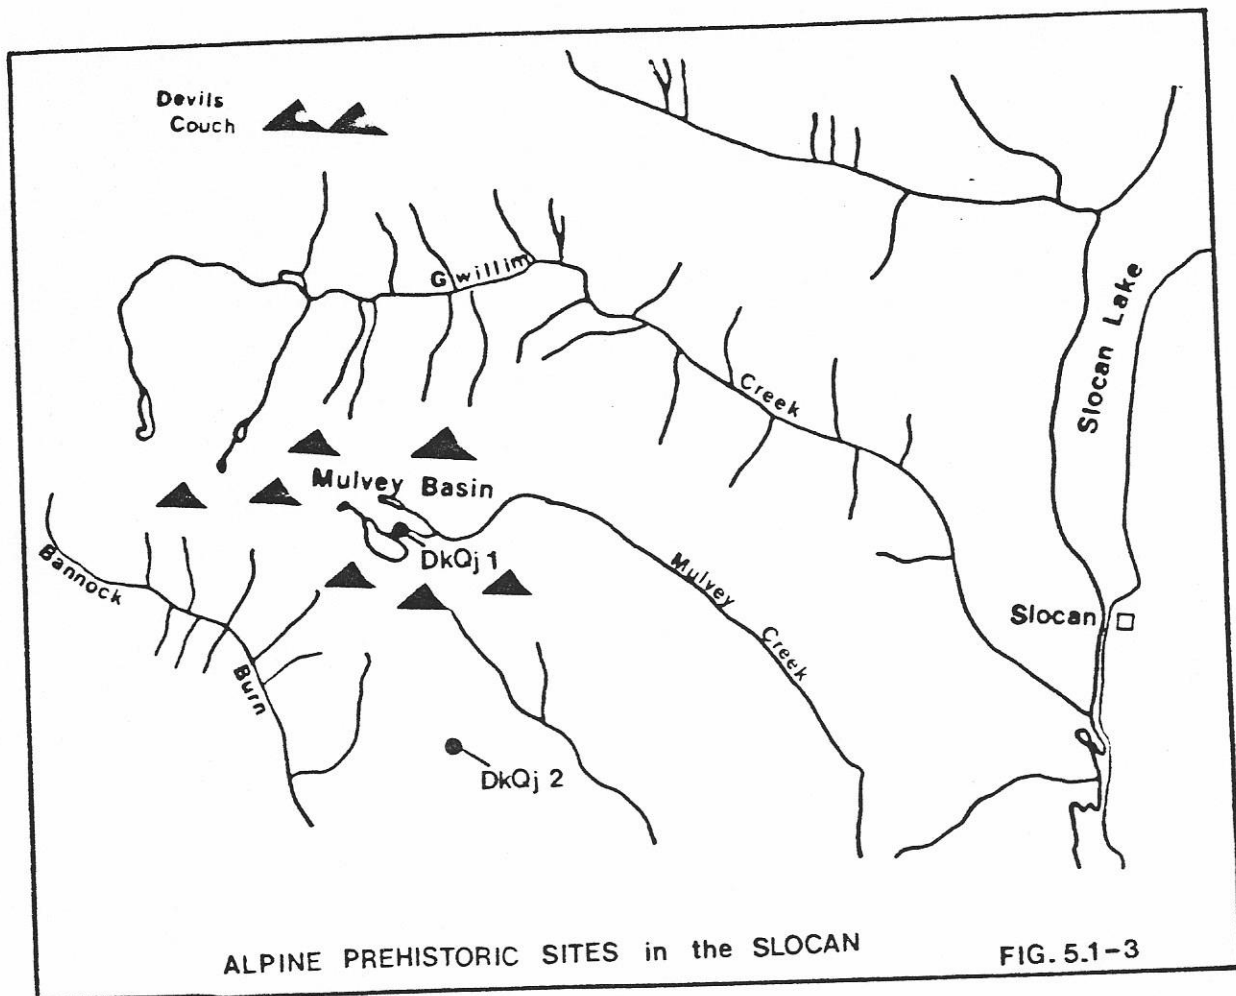 Devils
Couch
Gwillim
Creek
Slocan Lake
Mulvey Basin
DkQj 1
Bannock
Burn
Mulvey
Creek
Slocan
DkQj 2
ALPINE PREHISTORIC SITES in the SLOCAN
FIG. 5.1-3